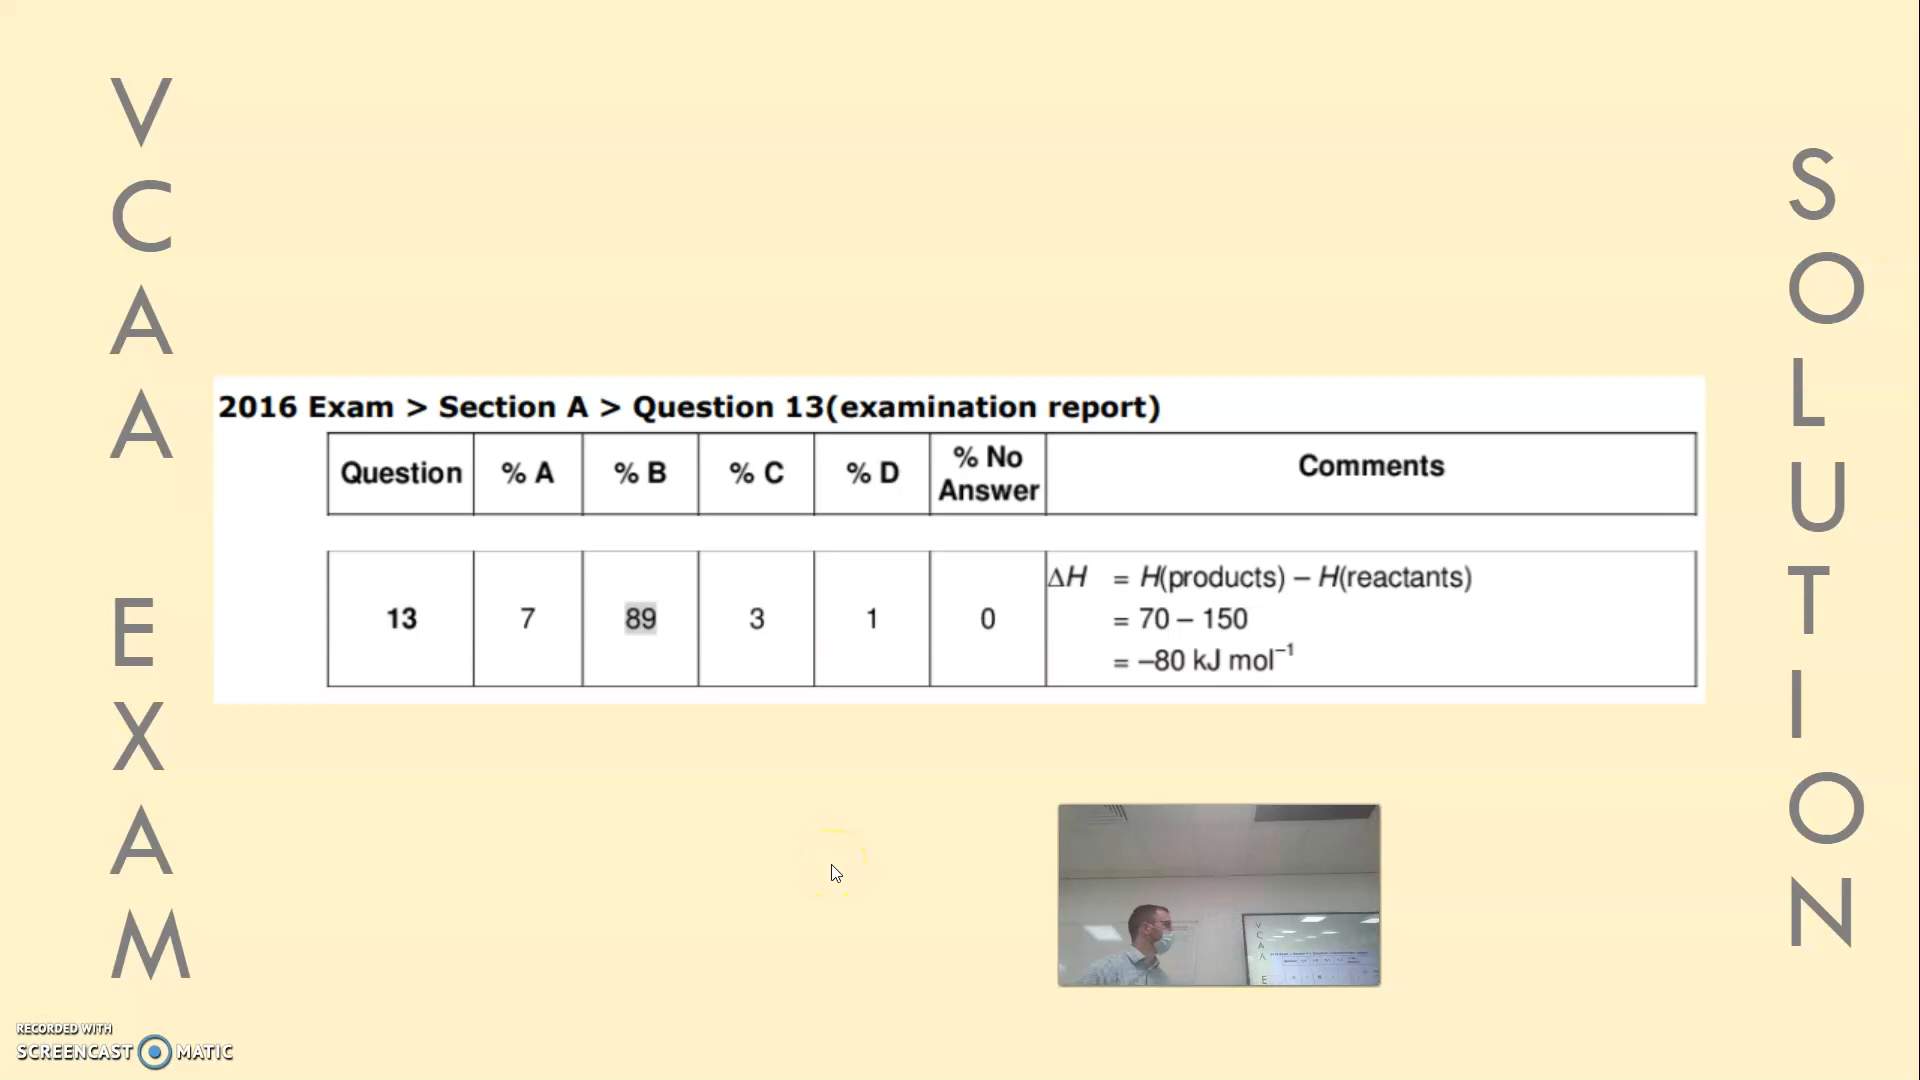 VCAA EXAM
SOLUTION
2016 Exam > Section A > Question 13(examination report)
Question % A % B % C % D % No Answer Comments
13 7 89 3 1 0
ΔH = H(products) – H(reactants)
= 70 – 150
= –80 kJ mol⁻¹
RECORDED WITH
SCREENCAST MATIC